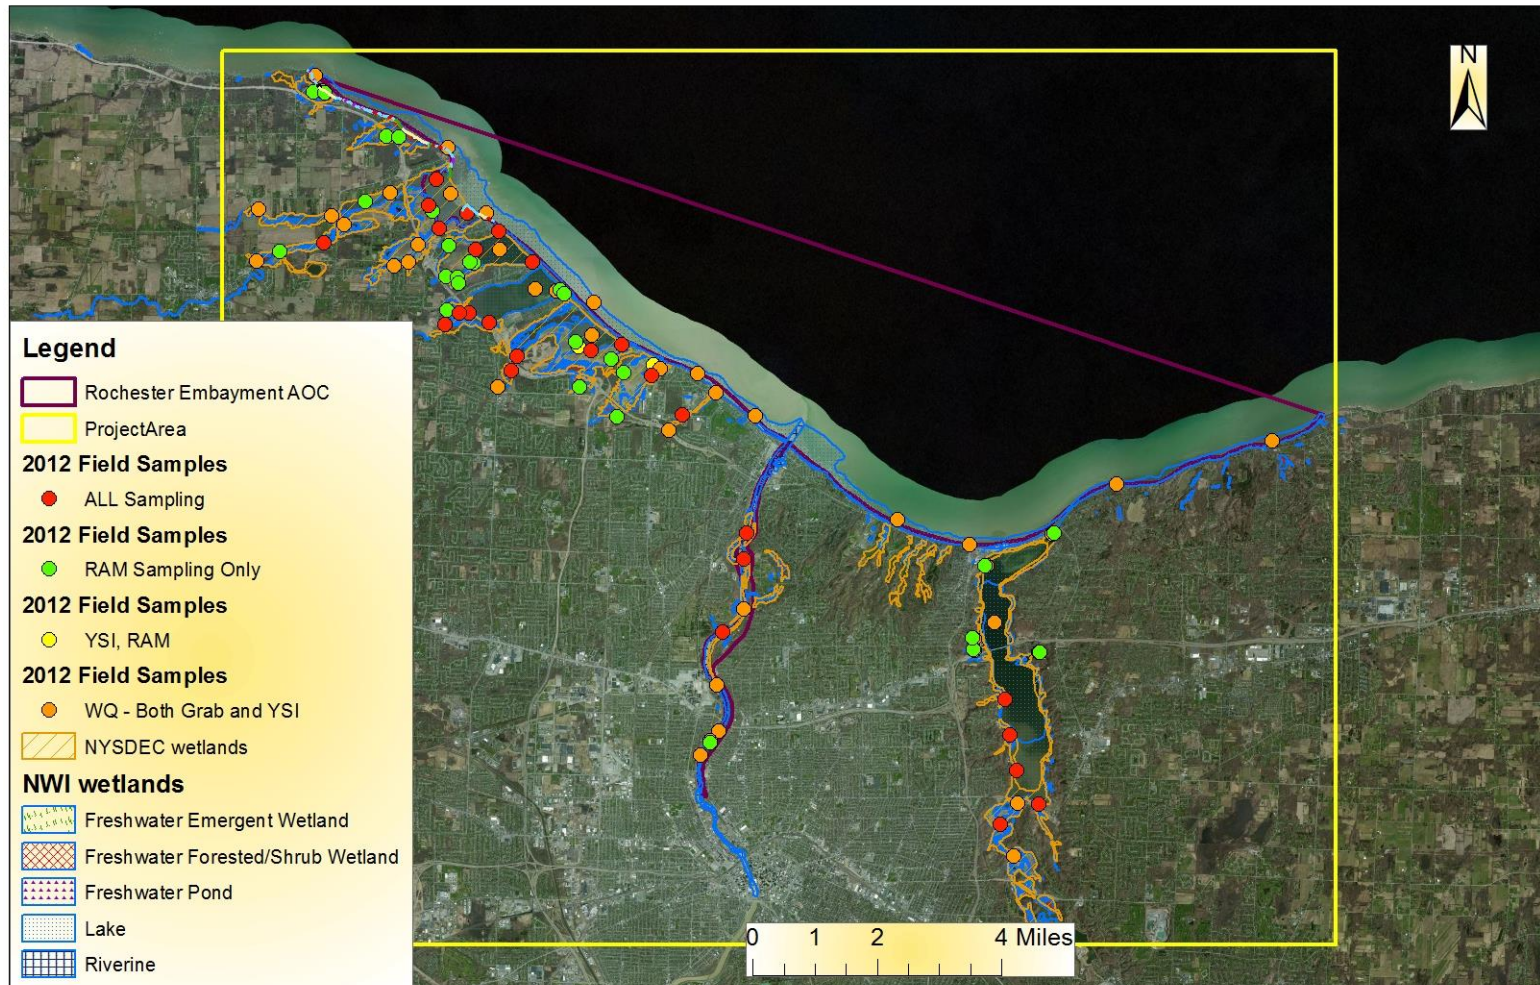 N
Legend
Rochester Embayment AOC
ProjectArea
2012 Field Samples
ALL Sampling
2012 Field Samples
RAM Sampling Only
2012 Field Samples
YSI, RAM
2012 Field Samples
WQ - Both Grab and YSI
NYSDEC wetlands
NWI wetlands
Freshwater Emergent Wetland
Freshwater Forested/Shrub Wetland
Freshwater Pond
Lake
Riverine
0 1 2 4 Miles